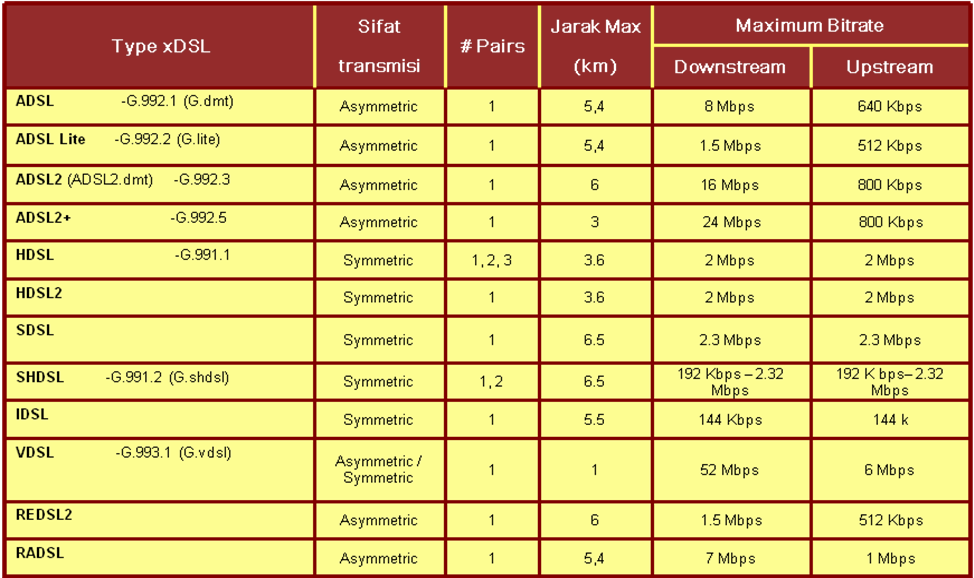 Type xDSL Sifat transmisi # Pairs Jarak Max (km) Maximum Bitrate
Downstream Upstream
ADSL -G.992.1 (G.dmt) Asymmetric 1 5,4 8 Mbps 640 Kbps
ADSL Lite -G.992.2 (G.lite) Asymmetric 1 5,4 1.5 Mbps 512 Kbps
ADSL2 (ADSL2.dmt) -G.992.3 Asymmetric 1 6 16 Mbps 800 Kbps
ADSL2+ -G.992.5 Asymmetric 1 3 24 Mbps 800 Kbps
HDSL -G.991.1 Symmetric 1, 2, 3 3.6 2 Mbps 2 Mbps
HDSL2 Symmetric 1 3.6 2 Mbps 2 Mbps
SDSL Symmetric 1 6.5 2.3 Mbps 2.3 Mbps
SHDSL -G.991.2 (G.shdsl) Symmetric 1, 2 6.5 192 Kbps – 2.32 Mbps 192 K bps– 2.32 Mbps
IDSL Symmetric 1 5.5 144 Kbps 144 k
VDSL -G.993.1 (G.vdsl) Asymmetric / Symmetric 1 1 52 Mbps 6 Mbps
REDSL2 Asymmetric 1 6 1.5 Mbps 512 Kbps
RADSL Asymmetric 1 5,4 7 Mbps 1 Mbps